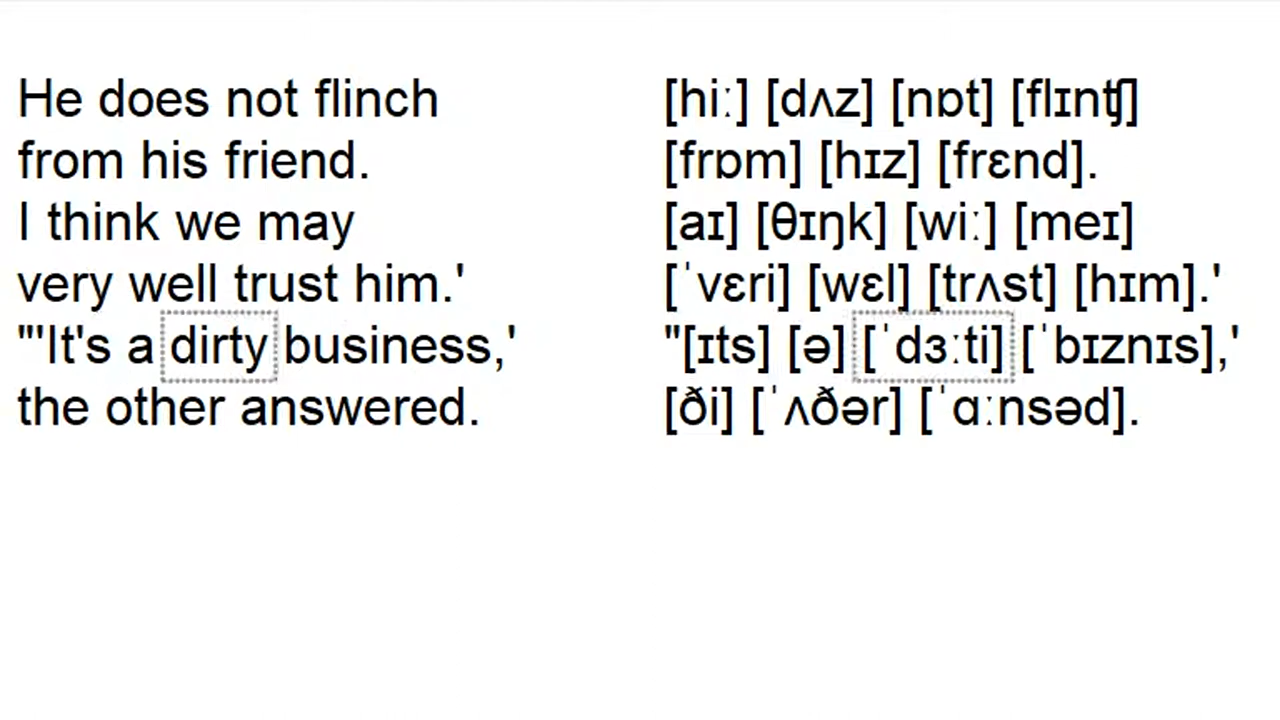 He does not flinch
from his friend.
I think we may
very well trust him.'
"'It's a dirty business,'
the other answered.
[hiː] [dʌz] [nɒt] [flɪnʧ]
[frɒm] [hɪz] [frɛnd].
[aɪ] [θɪŋk] [wiː] [meɪ]
[ˈvɛri] [wɛl] [trʌst] [hɪm].'
"[ɪts] [ə] [ˈdɜːti] [ˈbɪznɪs],'
[ði] [ˈʌðər] [ˈɑːnsəd].